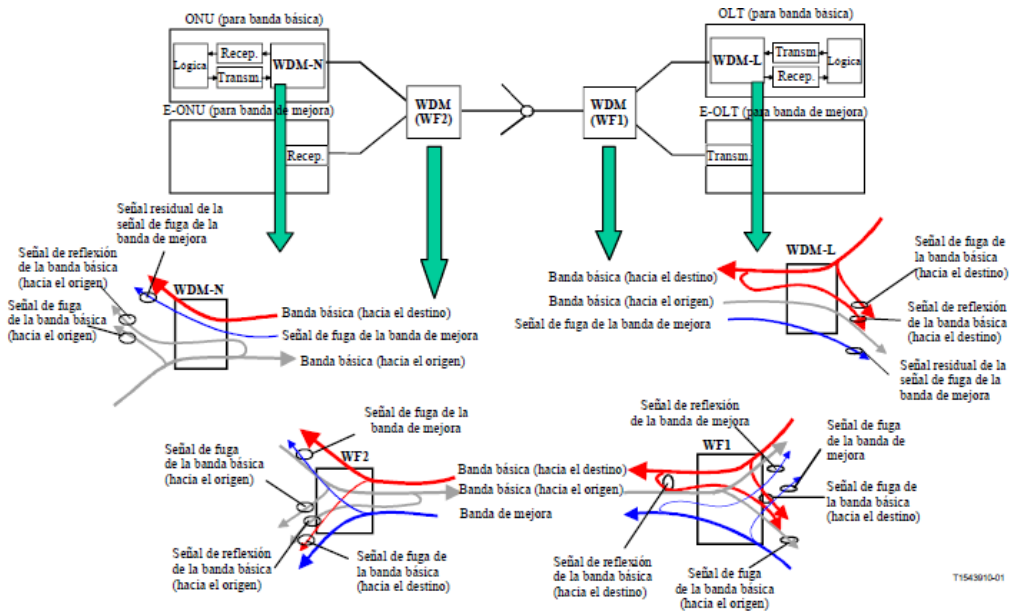 ONU (para banda básica)
Lógica
Recep.
Transm.
WDM-N
E-ONU (para banda de mejora)
Recep.
WDM
(WF2)
WDM
(WF1)
OLT (para banda básica)
WDM-L
Transm.
Recep.
Lógica
E-OLT (para banda de mejora)
Transm.
Señal residual de la
señal de fuga de la
banda de mejora
Señal de reflexión
de la banda básica
(hacia el origen)
Señal de fuga
de la banda básica
(hacia el origen)
WDM-N
Banda básica (hacia el destino)
Señal de fuga de la banda de mejora
Banda básica (hacia el origen)
WDM-L
Banda básica (hacia el destino)
Banda básica (hacia el origen)
Señal de fuga de la banda de mejora
Señal de fuga de
la banda básica
(hacia el destino)
Señal de reflexión
de la banda básica
(hacia el destino)
Señal residual de la
señal de fuga de la
banda de mejora
Señal de fuga de la
banda de mejora
WF2
Señal de fuga
de la banda básica
(hacia el origen)
Señal de reflexión
de la banda básica
(hacia el origen)
Señal de fuga de
la banda básica
(hacia el destino)
Banda básica (hacia el destino)
Banda básica (hacia el origen)
Banda de mejora
Señal de reflexión
de la banda
de mejora
WF1
Señal de fuga
de la banda de
mejora
Señal de fuga de
la banda básica
(hacia el destino)
Señal de reflexión
de la banda básica
(hacia el destino)
Señal de fuga
de la banda básica
(hacia el origen)
T1543910-01